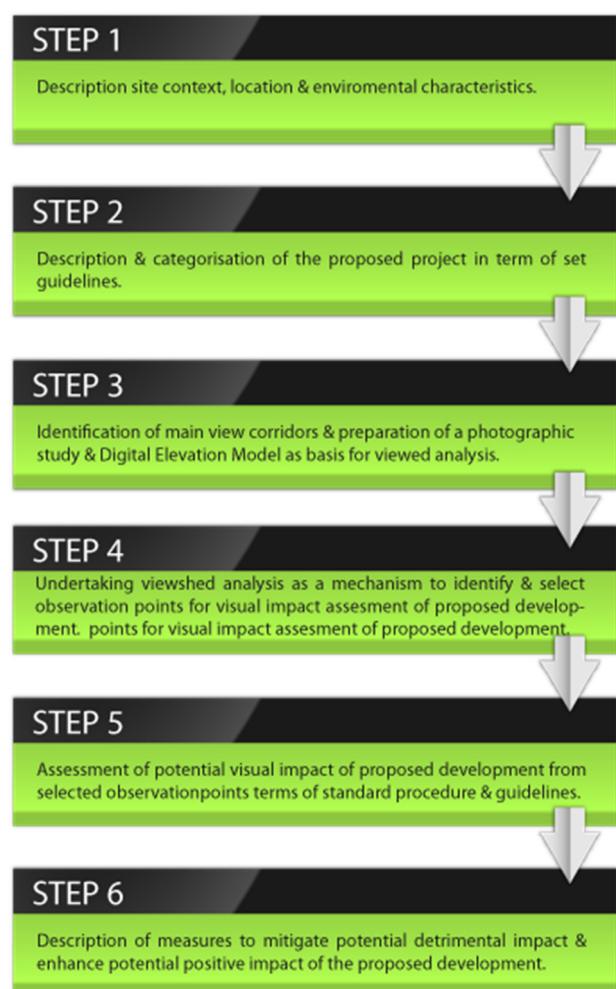 STEP 1
Description site context, location & enviromental characteristics.
STEP 2
Description & categorisation of the proposed project in term of set
guidelines.
STEP 3
Identification of main view corridors & preparation of a photographic
study & Digital Elevation Model as basis for viewed analysis.
STEP 4
Undertaking viewshed analysis as a mechanism to identify & select
observation points for visual impact assesment of proposed develop-
ment. points for visual impact assesment of proposed development.
STEP 5
Assessment of potential visual impact of proposed development from
selected observationpoints terms of standard procedure & guidelines.
STEP 6
Description of measures to mitigate potential detrimental impact &
enhance potential positive impact of the proposed development.